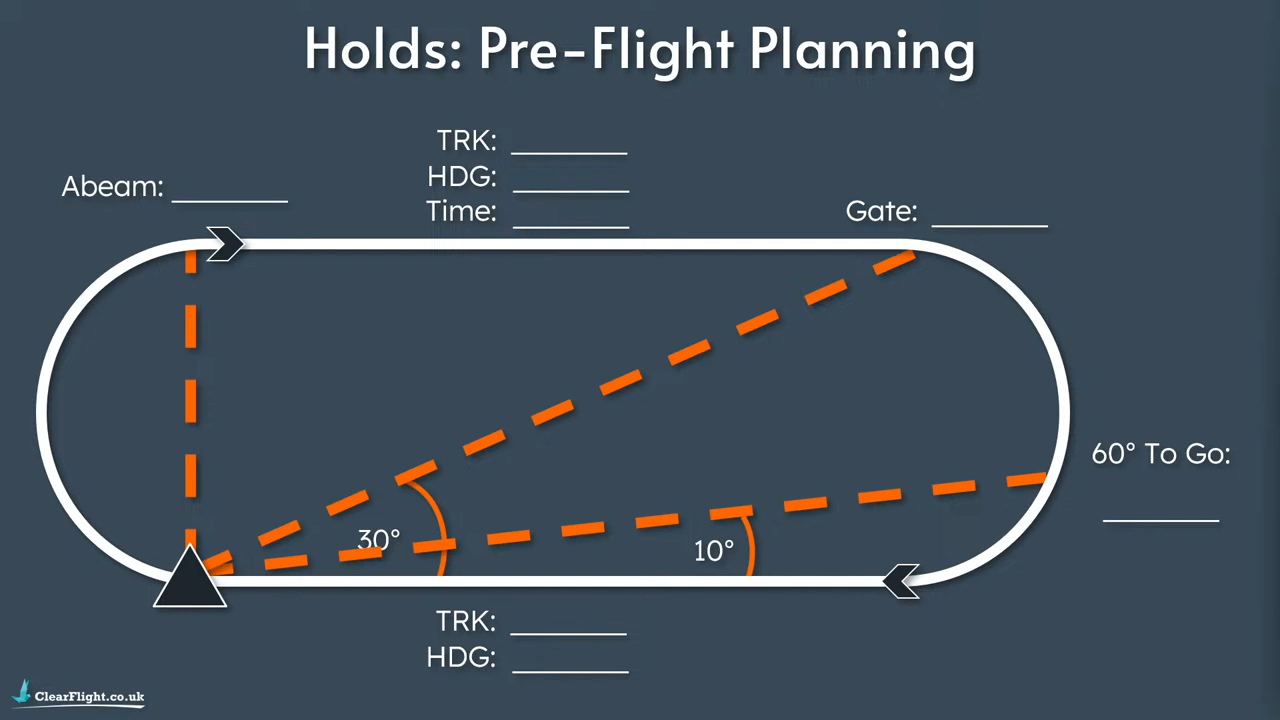 Holds: Pre-Flight Planning
TRK:
HDG:
Time:
Abeam:
Gate:
60° To Go:
30°
10°
TRK:
HDG:
ClearFlight.co.uk